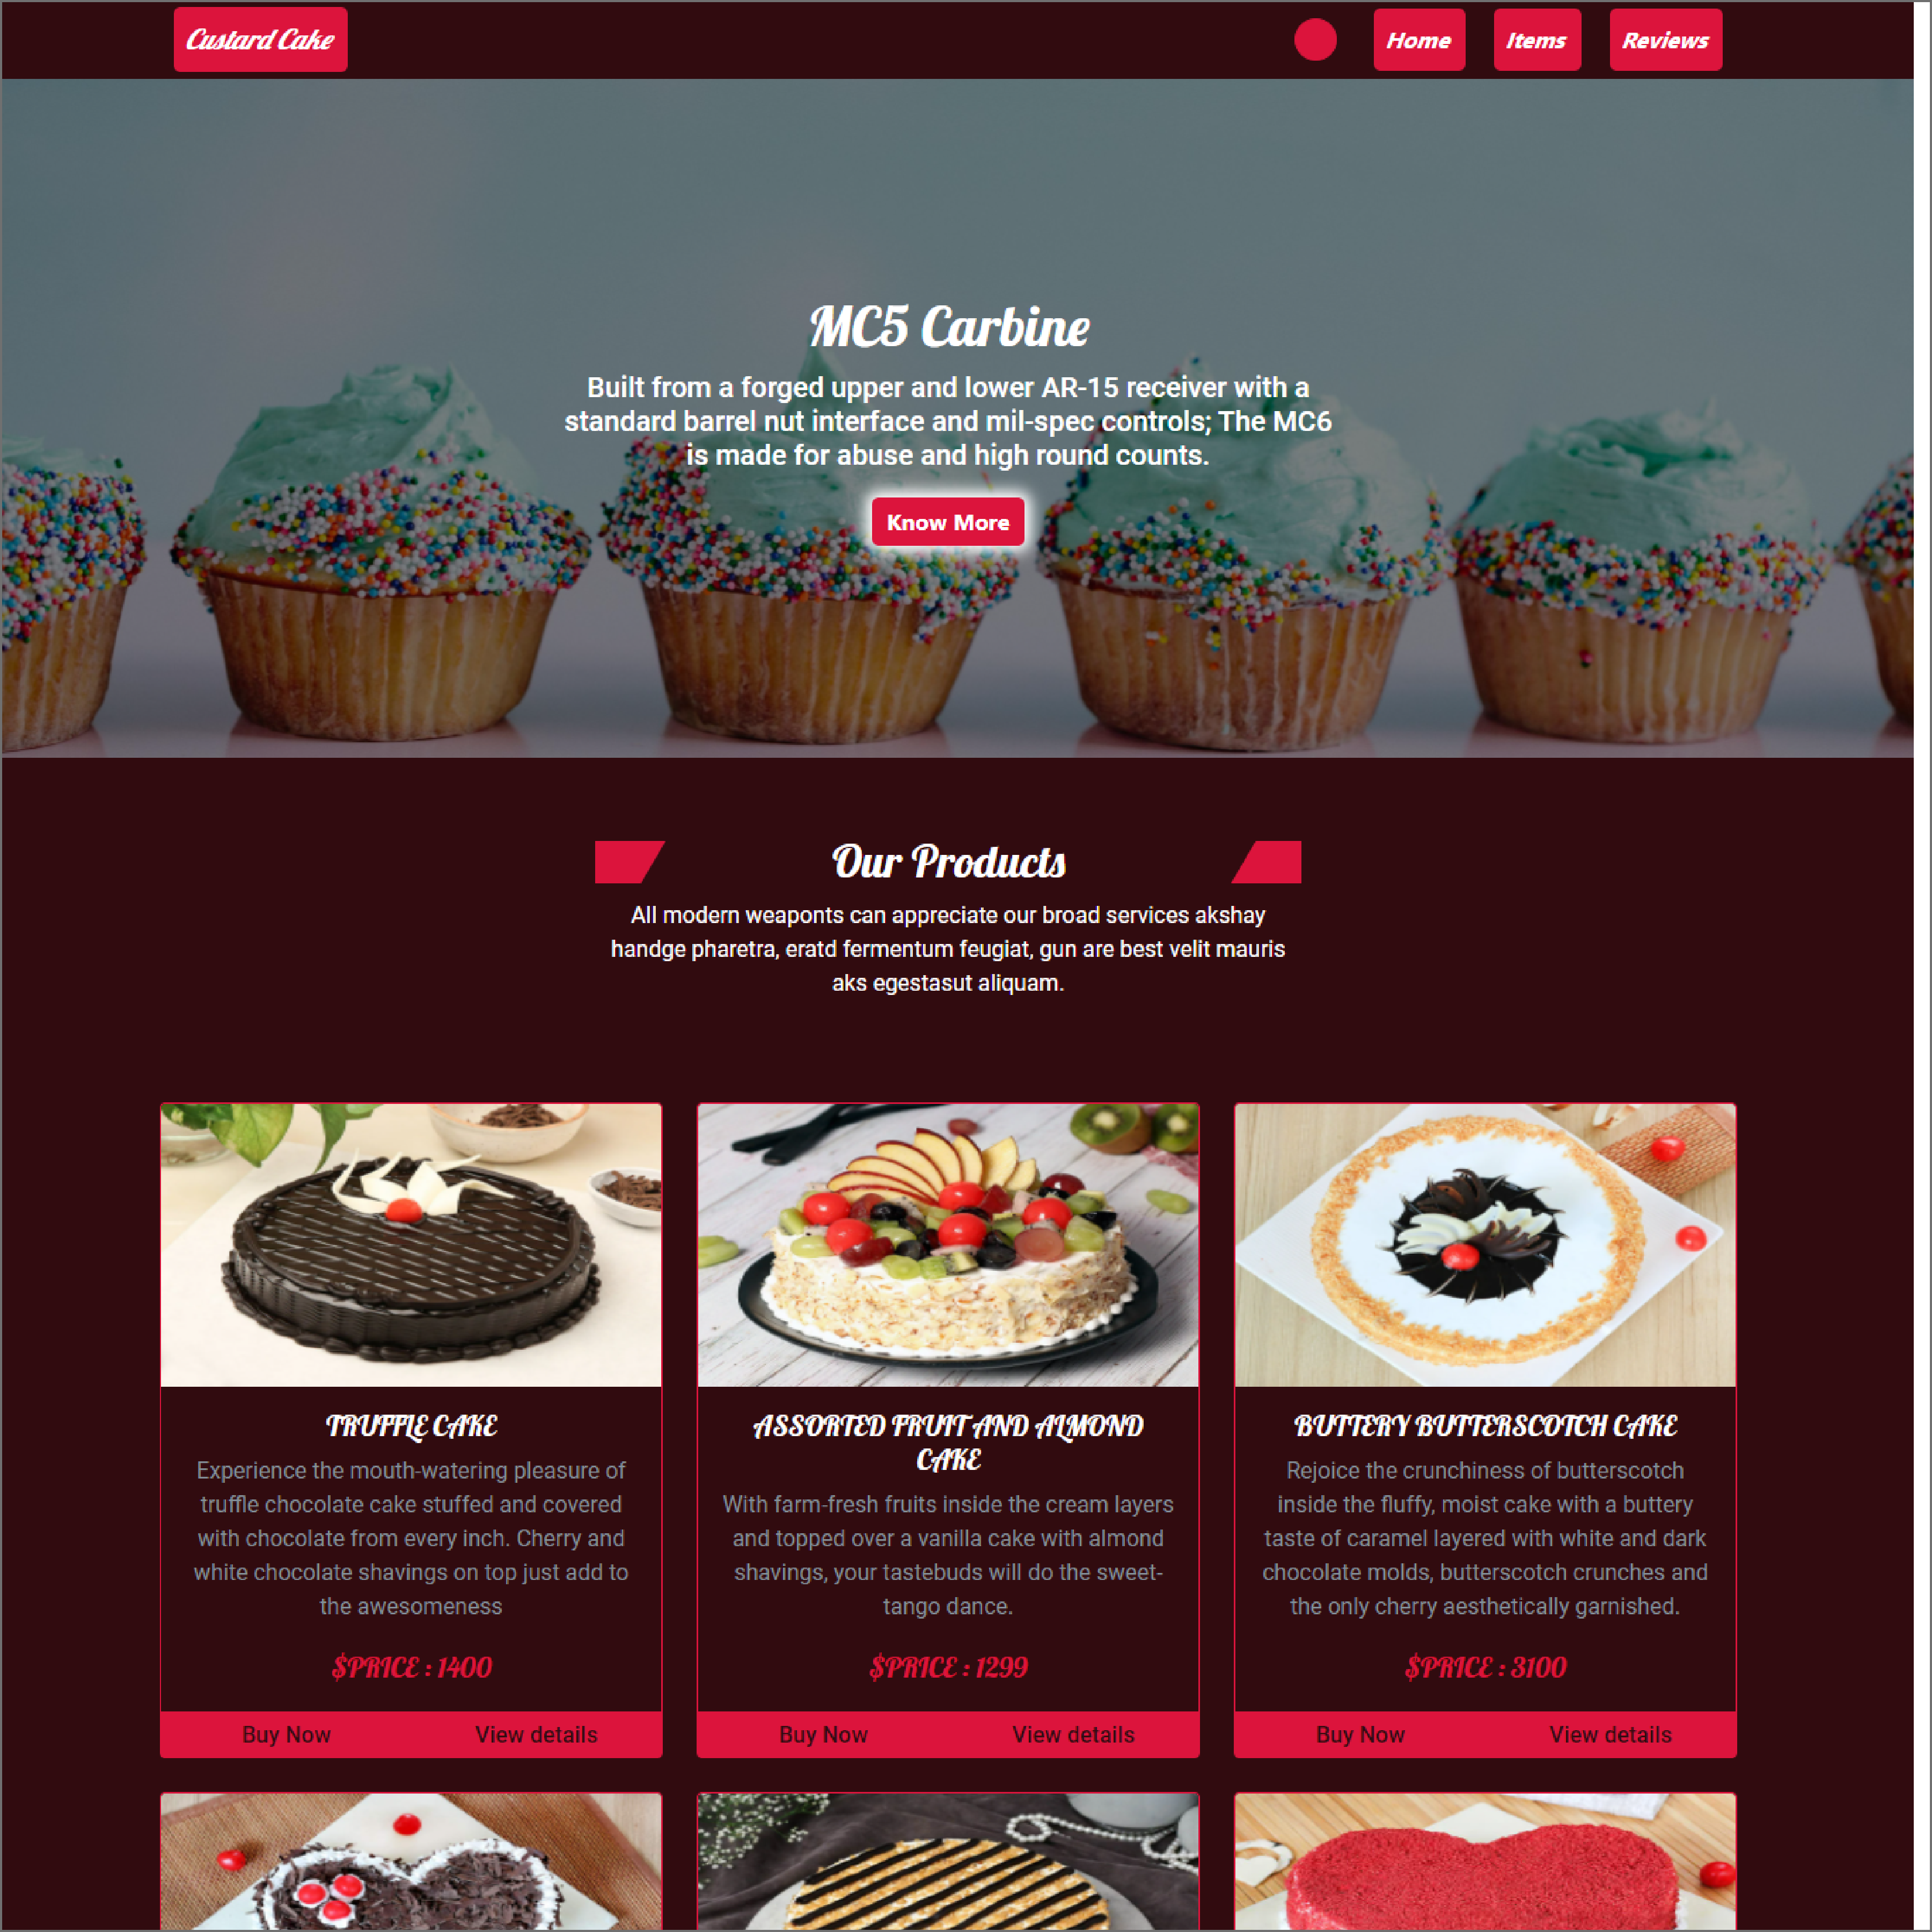 Custard Cake
Home
Items
Reviews
MC5 Carbine
Built from a forged upper and lower AR-15 receiver with a
standard barrel nut interface and mil-spec controls; The MC6
is made for abuse and high round counts.
Know More
Our Products
All modern weaponts can appreciate our broad services akshay
handge pharetra, eratd fermentum feugiat, gun are best velit mauris
aks egestasut aliquam.
TRUFFLE CAKE
Experience the mouth-watering pleasure of
truffle chocolate cake stuffed and covered
with chocolate from every inch. Cherry and
white chocolate shavings on top just add to
the awesomeness
$PRICE : 1400
Buy Now
View details
ASSORTED FRUIT AND ALMOND
CAKE
With farm-fresh fruits inside the cream layers
and topped over a vanilla cake with almond
shavings, your tastebuds will do the sweet-
tango dance.
$PRICE : 1299
Buy Now
View details
BUTTERY BUTTERSCOTCH CAKE
Rejoice the crunchiness of butterscotch
inside the fluffy, moist cake with a buttery
taste of caramel layered with white and dark
chocolate molds, butterscotch crunches and
the only cherry aesthetically garnished.
$PRICE : 3100
Buy Now
View details